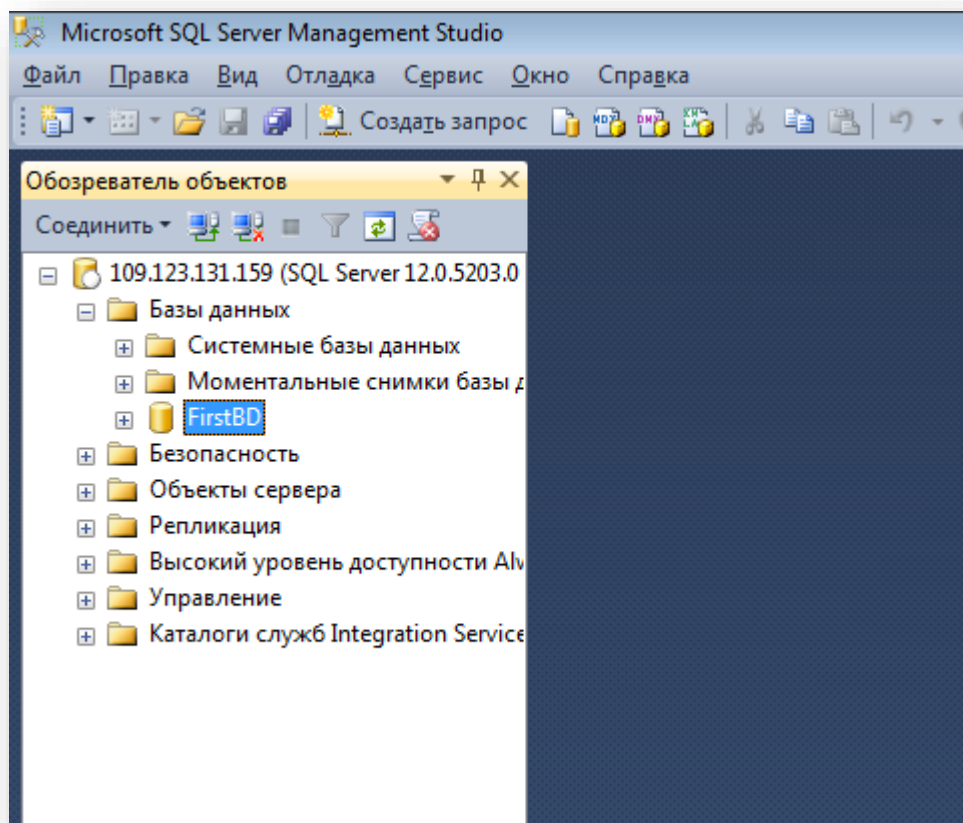 Microsoft SQL Server Management Studio
Файл Правка Вид Отладка Сервис Окно Справка
Создать запрос
Обозреватель объектов
Соединить
109.123.131.159 (SQL Server 12.0.5203.0
Базы данных
Системные базы данных
Моментальные снимки базы
FirstBD
Безопасность
Объекты сервера
Репликация
Высокий уровень доступности
Управление
Каталоги служб Integration Service